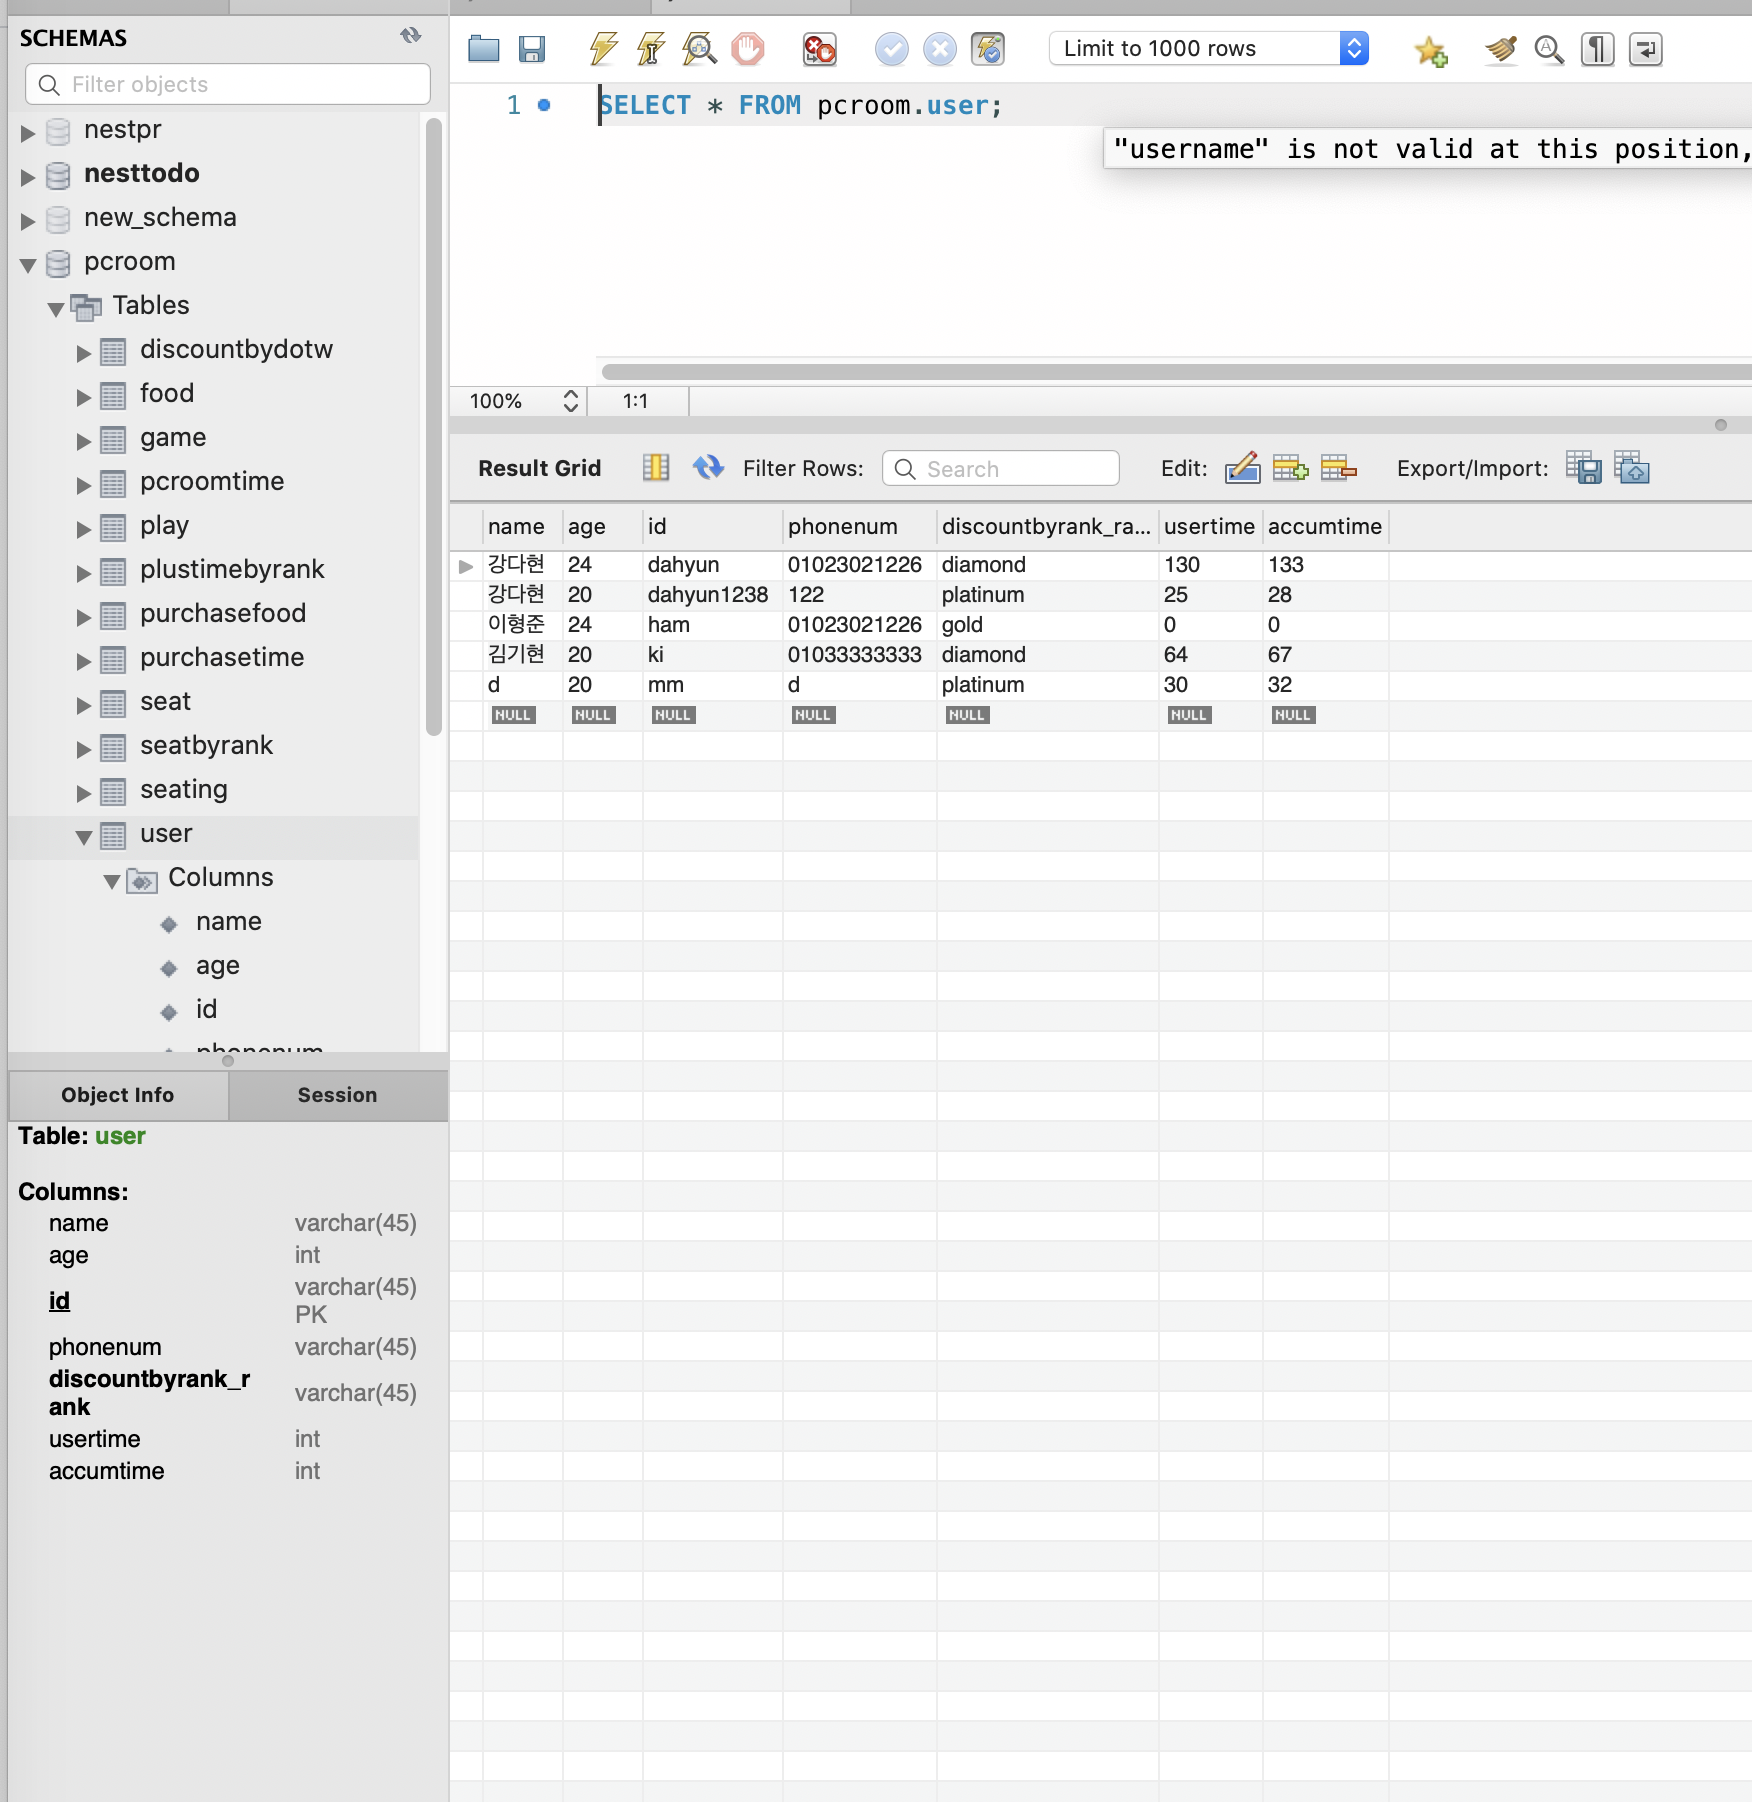 SCHEMAS
Filter objects
nestpr
nesttodo
new_schema
pcroom
Tables
discountbydotw
food
game
pcroomtime
play
plustimebyrank
purchasefood
purchasetime
seat
seatbyrank
seating
user
Columns
name
age
id
phonenum
Object Info Session
Table: user
Columns:
name varchar(45)
age int
id varchar(45)
PK
phonenum varchar(45)
discountbyrank_r
ank varchar(45)
usertime int
accumtime int
Limit to 1000 rows
1 SELECT * FROM pcroom.user;
"username" is not valid at this position,
100% 1:1
Result Grid Filter Rows: Search Edit: Export/Import:
name age id phonenum discountbyrank_ra... usertime accumtime
강다현 24 dahyun 01023021226 diamond 130 133
강다현 20 dahyun1238 122 platinum 25 28
이형준 24 ham 01023021226 gold 0 0
김기현 20 ki 01033333333 diamond 64 67
d 20 mm d platinum 30 32
NULL NULL NULL NULL NULL NULL NULL